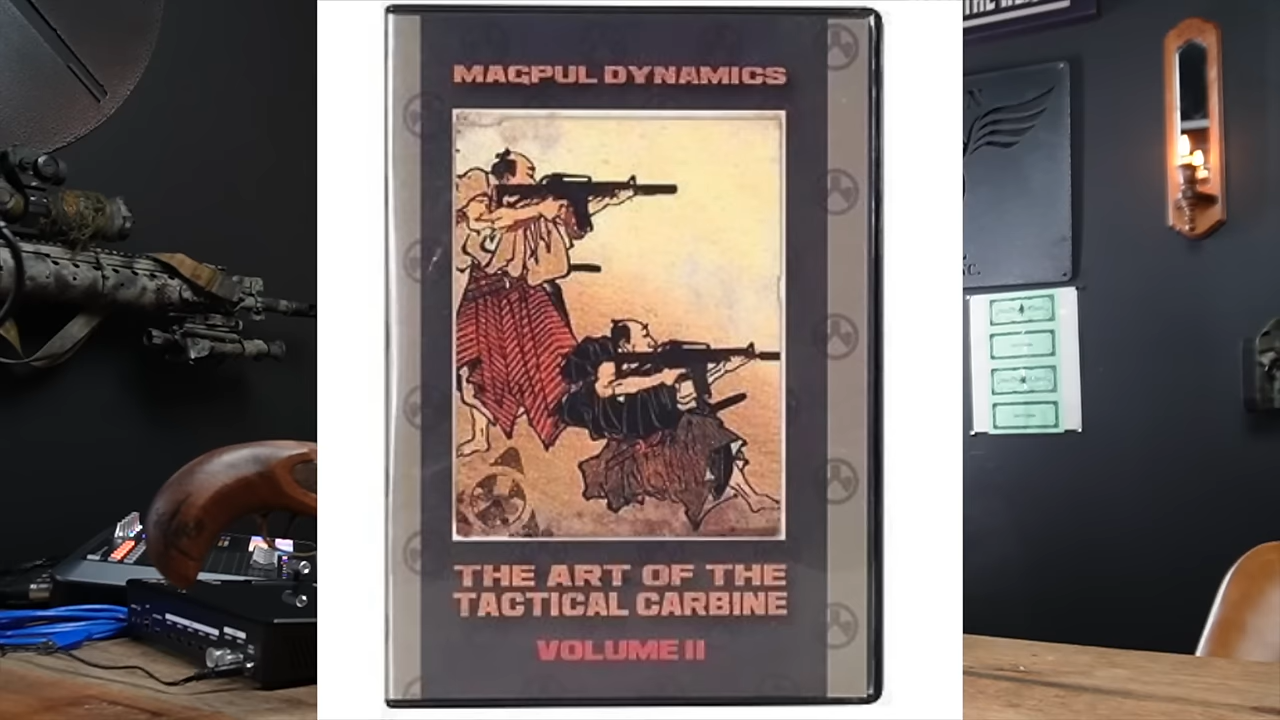 MAGPUL DYNAMICS
THE ART OF THE
TACTICAL CARBINE
VOLUME II